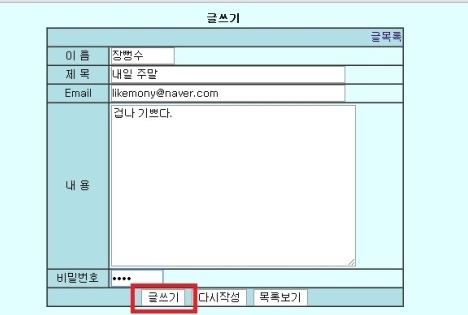 글쓰기
글목록
이 름 장뻥수
제 목 내일 주말
Email likemony@naver.com
내 용 겁나 기쁘다.
비밀번호 ••••
글쓰기 다시작성 목록보기